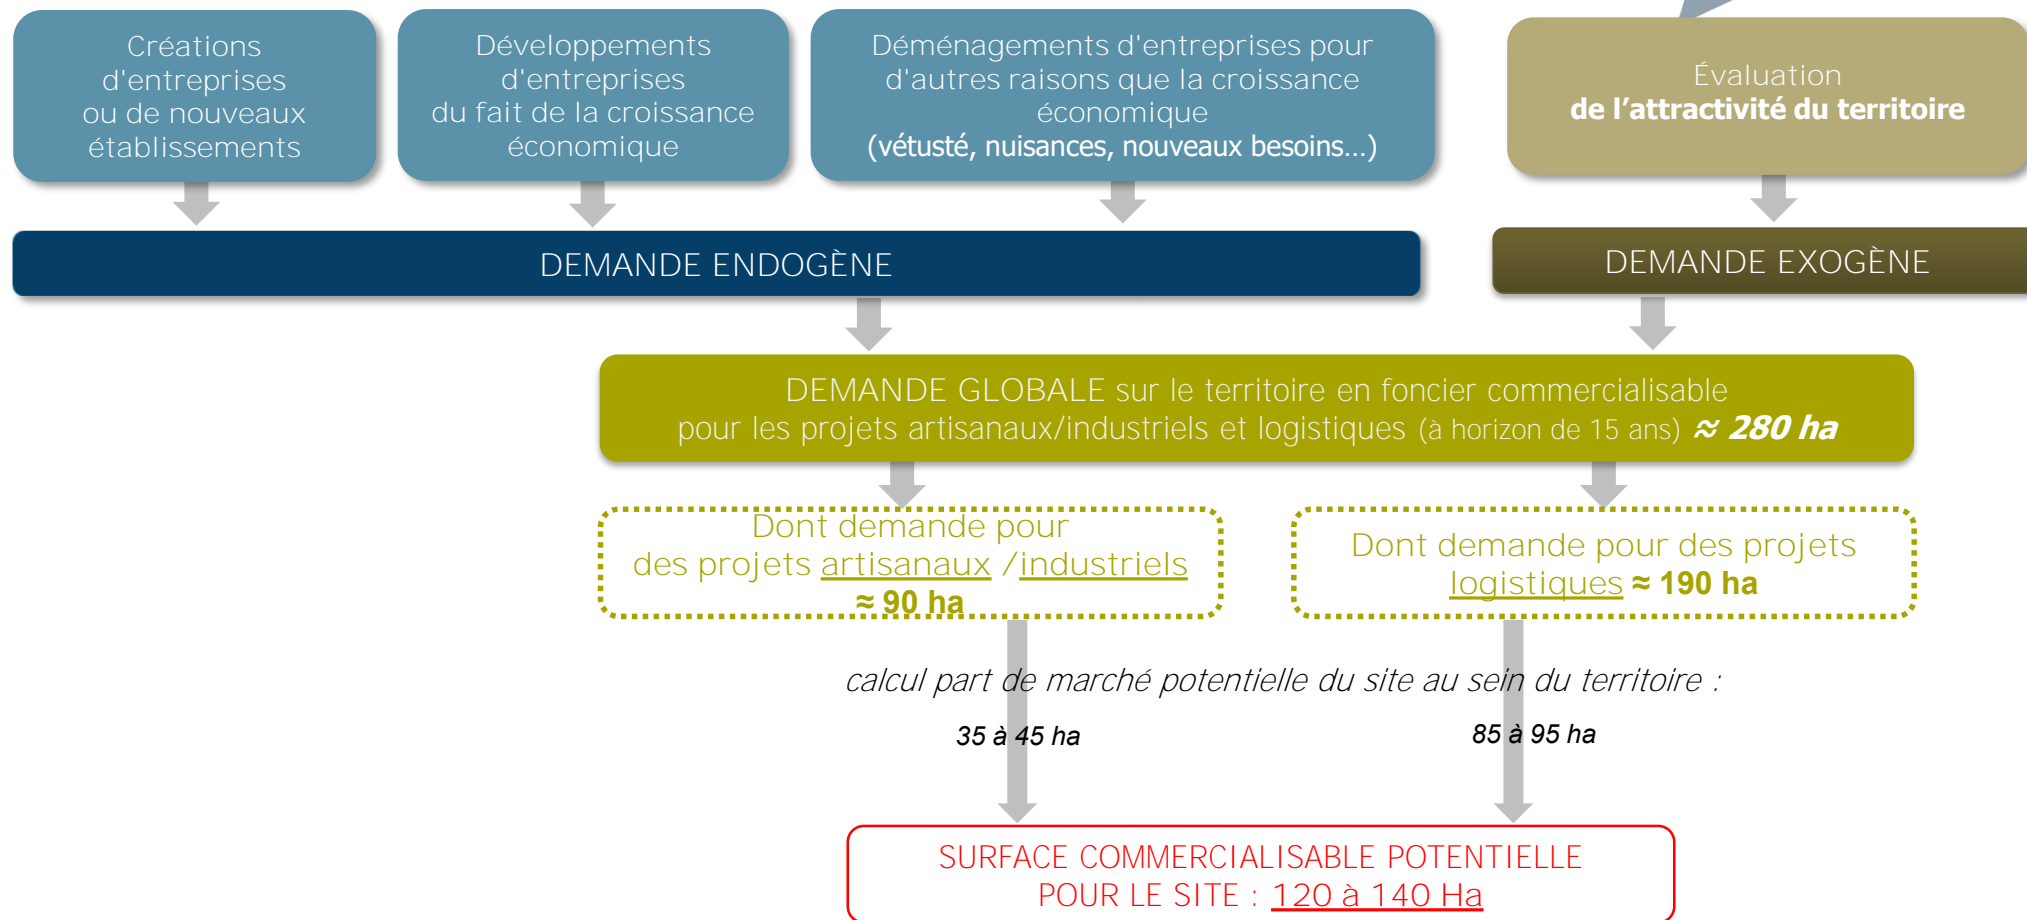 Créations
d'entreprises
ou de nouveaux
établissements
Développements
d'entreprises
du fait de la croissance
économique
Déménagements d'entreprises pour
d'autres raisons que la croissance
économique
(vétusté, nuisances, nouveaux besoins…)
Évaluation
de l’attractivité du territoire
DEMANDE ENDOGÈNE
DEMANDE EXOGÈNE
DEMANDE GLOBALE sur le territoire en foncier commercialisable
pour les projets artisanaux/industriels et logistiques (à horizon de 15 ans) ≈ 280 ha
Dont demande pour
des projets artisanaux /industriels
≈ 90 ha
Dont demande pour des projets
logistiques ≈ 190 ha
calcul part de marché potentielle du site au sein du territoire :
35 à 45 ha
85 à 95 ha
SURFACE COMMERCIALISABLE POTENTIELLE
POUR LE SITE : 120 à 140 Ha